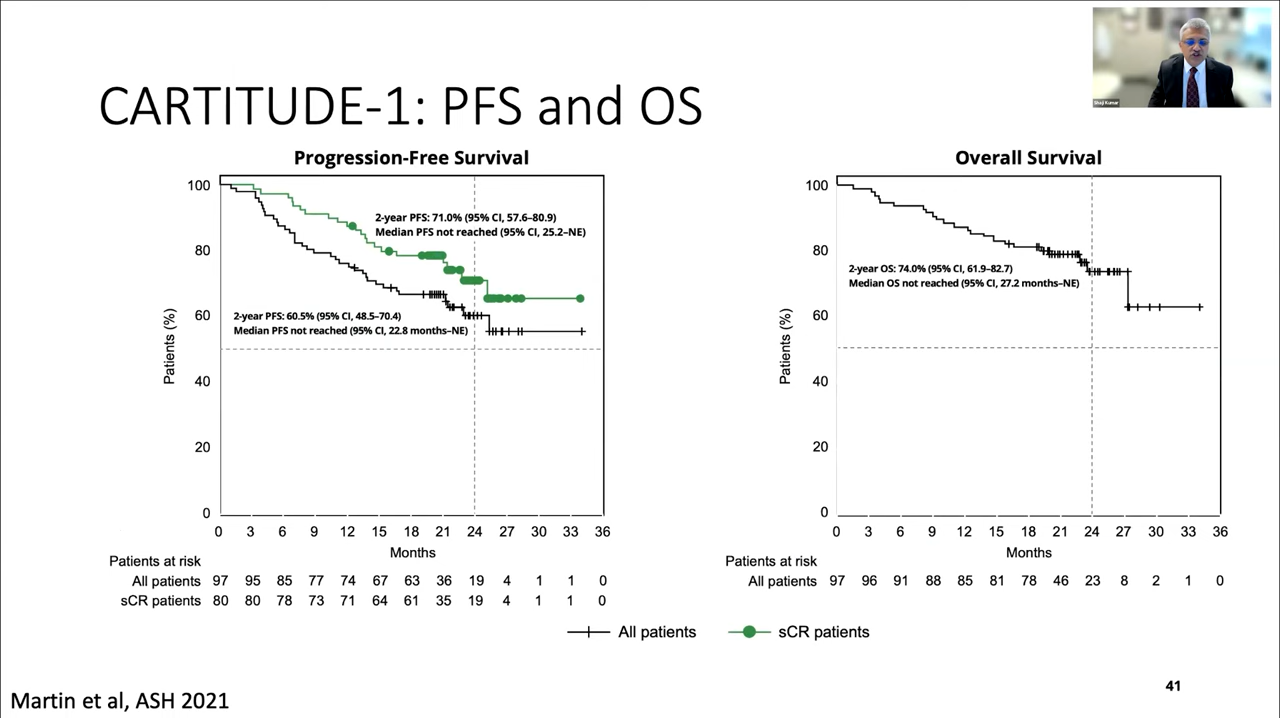 CARTITUDE-1: PFS and OS
Shaji Kumar
Progression-Free Survival
100
80
60
40
20
0
Patients (%)
2-year PFS: 71.0% (95% CI, 57.6–80.9)
Median PFS not reached (95% CI, 25.2–NE)
2-year PFS: 60.5% (95% CI, 48.5–70.4)
Median PFS not reached (95% CI, 22.8 months–NE)
0 3 6 9 12 15 18 21 24 27 30 33 36
Months
Patients at risk
All patients 97 95 85 77 74 67 63 36 19 4 1 1 0
sCR patients 80 80 78 73 71 64 61 35 19 4 1 1 0
Overall Survival
100
80
60
40
20
0
Patients (%)
2-year OS: 74.0% (95% CI, 61.9–82.7)
Median OS not reached (95% CI, 27.2 months–NE)
0 3 6 9 12 15 18 21 24 27 30 33 36
Months
Patients at risk
All patients 97 96 91 88 85 81 78 46 23 8 2 1 0
All patients
sCR patients
41
Martin et al, ASH 2021